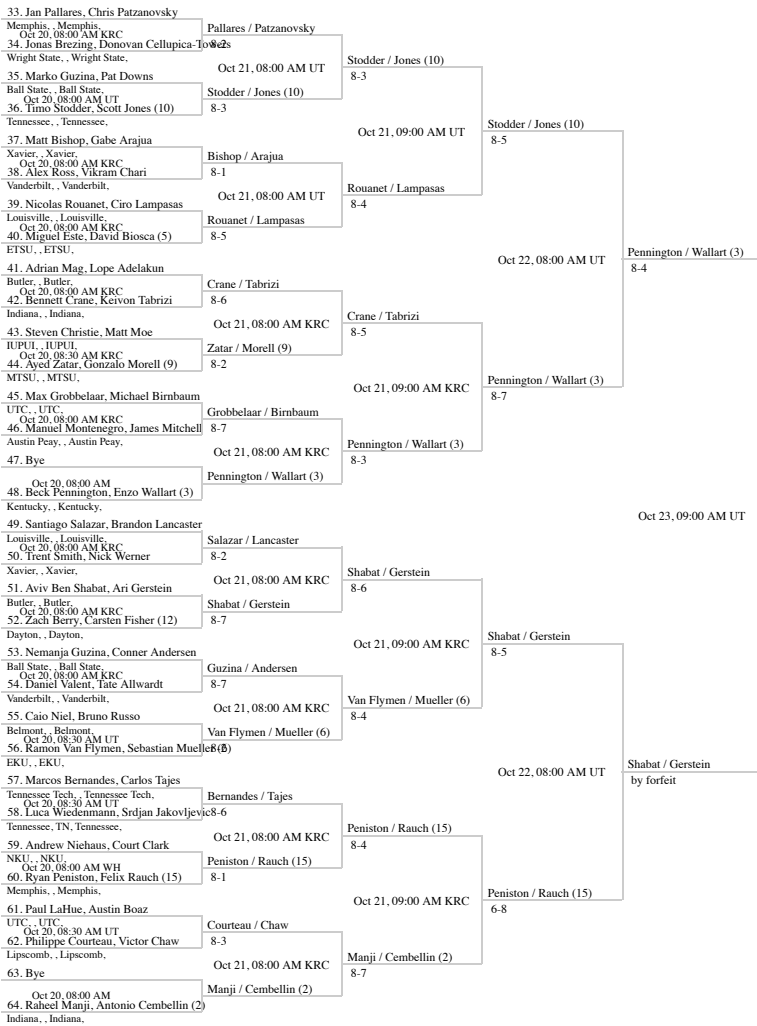 33. Jan Pallares, Chris Patzanovsky
Memphis, , Memphis,
Oct 20, 08:00 AM KRC
34. Jonas Brezing, Donovan Cellupica-Towers
Wright State, , Wright State,
35. Marko Guzina, Pat Downs
Ball State, , Ball State,
Oct 20, 08:00 AM UT
36. Timo Stodder, Scott Jones (10)
Tennessee, , Tennessee,
37. Matt Bishop, Gabe Arajua
Xavier, , Xavier,
Oct 20, 08:00 AM KRC
38. Alex Ross, Vikram Chari
Vanderbilt, , Vanderbilt,
39. Nicolas Rouanet, Ciro Lampasas
Louisville, , Louisville,
Oct 20, 08:00 AM KRC
40. Miguel Este, David Biosca (5)
ETSU, , ETSU,
41. Adrian Mag, Lope Adelakun
Butler, , Butler,
Oct 20, 08:00 AM KRC
42. Bennett Crane, Keivon Tabrizi
Indiana, , Indiana,
43. Steven Christie, Matt Moe
IUPUI, , IUPUI,
Oct 20, 08:30 AM KRC
44. Ayed Zatar, Gonzalo Morell (9)
MTSU, , MTSU,
45. Max Grobbelaar, Michael Birnbaum
UTC, , UTC,
Oct 20, 08:00 AM KRC
46. Manuel Montenegro, James Mitchell
Austin Peay, , Austin Peay,
47. Bye
Oct 20, 08:00 AM
48. Beck Pennington, Enzo Wallart (3)
Kentucky, , Kentucky,
49. Santiago Salazar, Brandon Lancaster
Louisville, , Louisville,
Oct 20, 08:00 AM KRC
50. Trent Smith, Nick Werner
Xavier, , Xavier,
51. Aviv Ben Shabat, Ari Gerstein
Butler, , Butler,
Oct 20, 08:00 AM KRC
52. Zach Berry, Carsten Fisher (12)
Dayton, , Dayton,
53. Nemanja Guzina, Conner Andersen
Ball State, , Ball State,
Oct 20, 08:00 AM KRC
54. Daniel Valent, Tate Allwardt
Vanderbilt, , Vanderbilt,
55. Caio Niel, Bruno Russo
Belmont, , Belmont,
Oct 20, 08:30 AM UT
56. Ramon Van Flymen, Sebastian Mueller (6)
EKU, , EKU,
57. Marcos Bernandes, Carlos Tajes
Tennessee Tech, , Tennessee Tech,
Oct 20, 08:30 AM UT
58. Luca Wiedenmann, Srdjan Jakovljevic
Tennessee, TN, Tennessee,
59. Andrew Niehaus, Court Clark
NKU, , NKU,
Oct 20, 08:00 AM WH
60. Ryan Peniston, Felix Rauch (15)
Memphis, , Memphis,
61. Paul LaHue, Austin Boaz
UTC, , UTC,
Oct 20, 08:30 AM UT
62. Philippe Courteau, Victor Chaw
Lipscomb, , Lipscomb,
63. Bye
Oct 20, 08:00 AM
64. Raheel Manji, Antonio Cembellin (2)
Indiana, , Indiana,
Pallares / Patzanovsky
8-2
Oct 21, 08:00 AM UT
Stodder / Jones (10)
8-3
Bishop / Arajua
8-1
Oct 21, 08:00 AM UT
Rouanet / Lampasas
8-5
Crane / Tabrizi
8-6
Oct 21, 08:00 AM KRC
Zatar / Morell (9)
8-2
Grobbelaar / Birnbaum
8-7
Oct 21, 08:00 AM KRC
Pennington / Wallart (3)
Salazar / Lancaster
8-2
Oct 21, 08:00 AM KRC
Shabat / Gerstein
8-7
Guzina / Andersen
8-7
Oct 21, 08:00 AM KRC
Van Flymen / Mueller (6)
Bernandes / Tajes
8-6
Oct 21, 08:00 AM KRC
Peniston / Rauch (15)
8-1
Courteau / Chaw
8-3
Oct 21, 08:00 AM KRC
Manji / Cembellin (2)
Stodder / Jones (10)
8-3
Oct 21, 09:00 AM UT
Rouanet / Lampasas
8-4
Crane / Tabrizi
8-5
Oct 21, 09:00 AM KRC
Pennington / Wallart (3)
8-3
Shabat / Gerstein
8-6
Oct 21, 09:00 AM KRC
Van Flymen / Mueller (6)
8-4
Peniston / Rauch (15)
8-4
Oct 21, 09:00 AM KRC
Manji / Cembellin (2)
8-7
Stodder / Jones (10)
8-5
Oct 22, 08:00 AM UT
Pennington / Wallart (3)
8-7
Shabat / Gerstein
8-5
Oct 22, 08:00 AM UT
Peniston / Rauch (15)
6-8
Pennington / Wallart (3)
8-4
Oct 23, 09:00 AM UT
Shabat / Gerstein
by forfeit